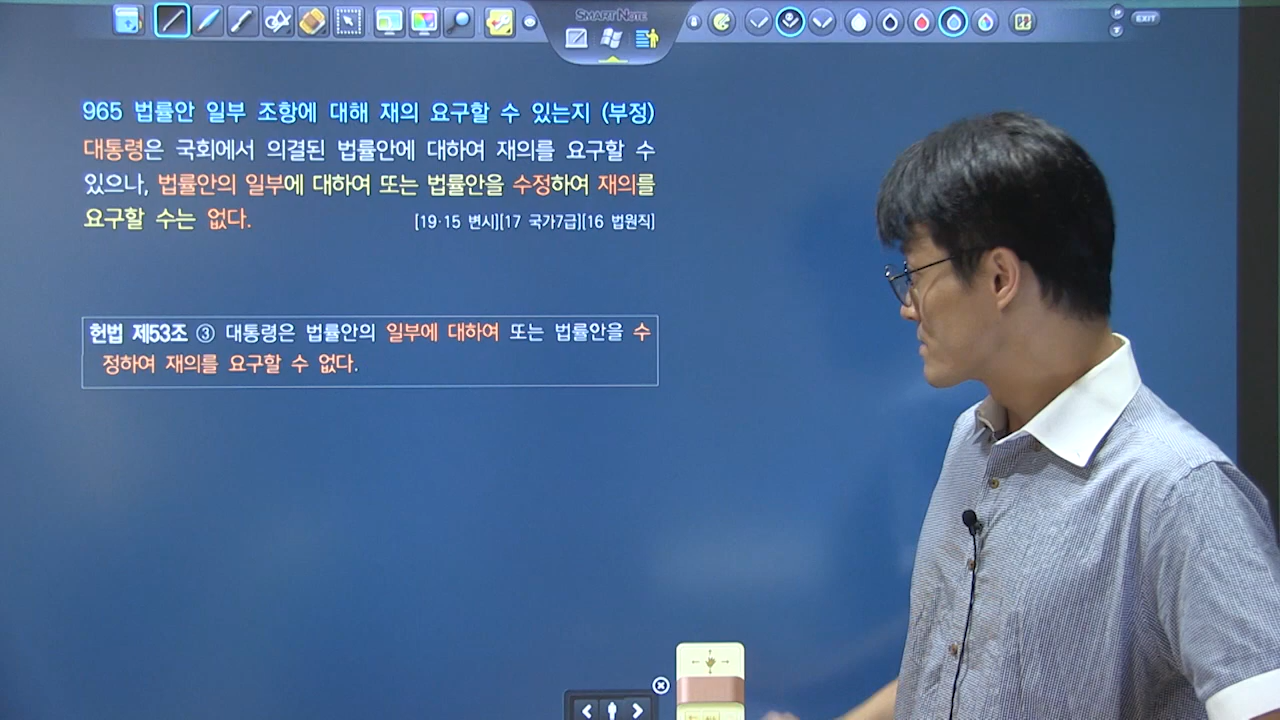 SMARTNOTE
EXIT
965 법률안 일부 조항에 대해 재의 요구할 수 있는지 (부정)
대통령은 국회에서 의결된 법률안에 대하여 재의를 요구할 수
있으나, 법률안의 일부에 대하여 또는 법률안을 수정하여 재의를
요구할 수는 없다. [19·15 변시][17 국가7급][16 법원직]
헌법 제53조 ③ 대통령은 법률안의 일부에 대하여 또는 법률안을 수
정하여 재의를 요구할 수 없다.